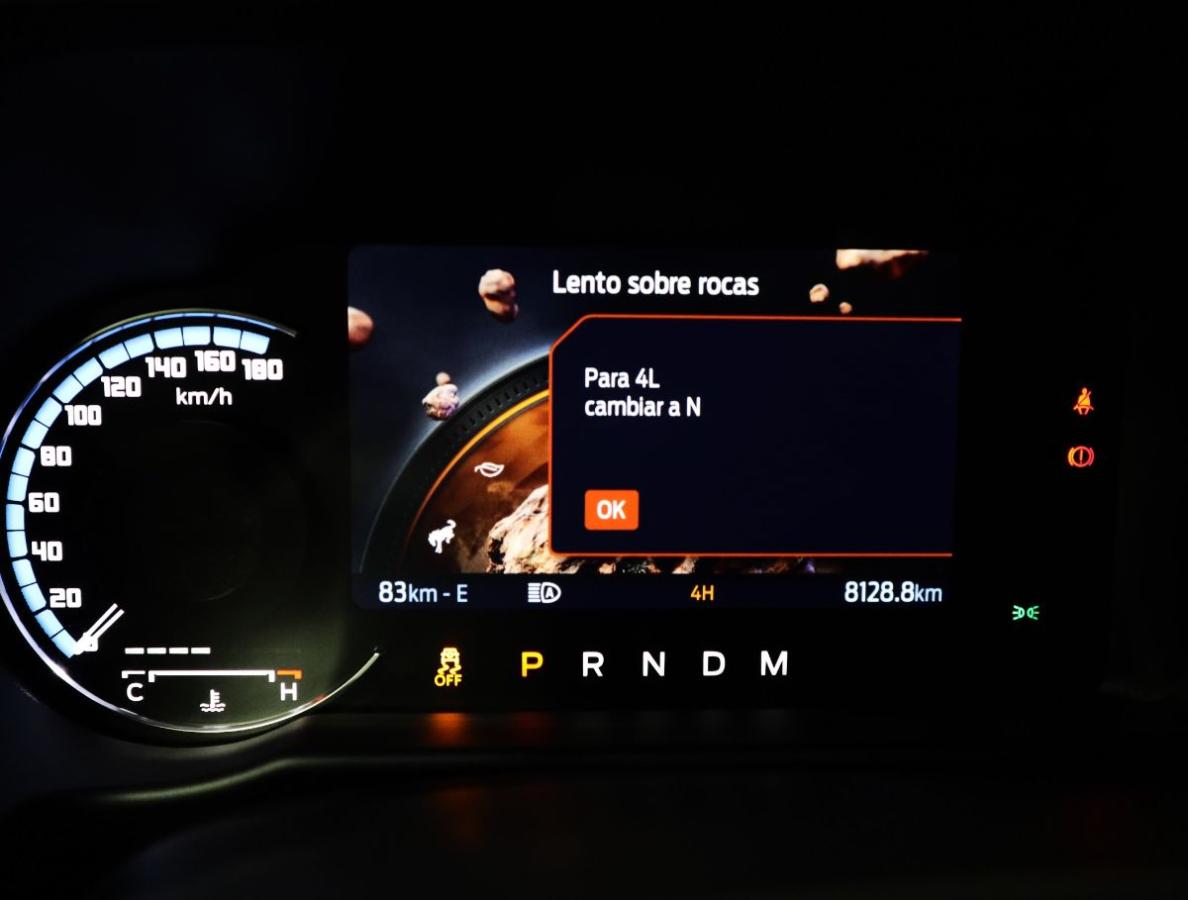 Lento sobre rocas
Para 4L
cambiar a N
OK
180
160
140
120
100
80
60
40
20
km/h
83km - E
A
4H
8128.8km
C
H
OFF
P R N D M